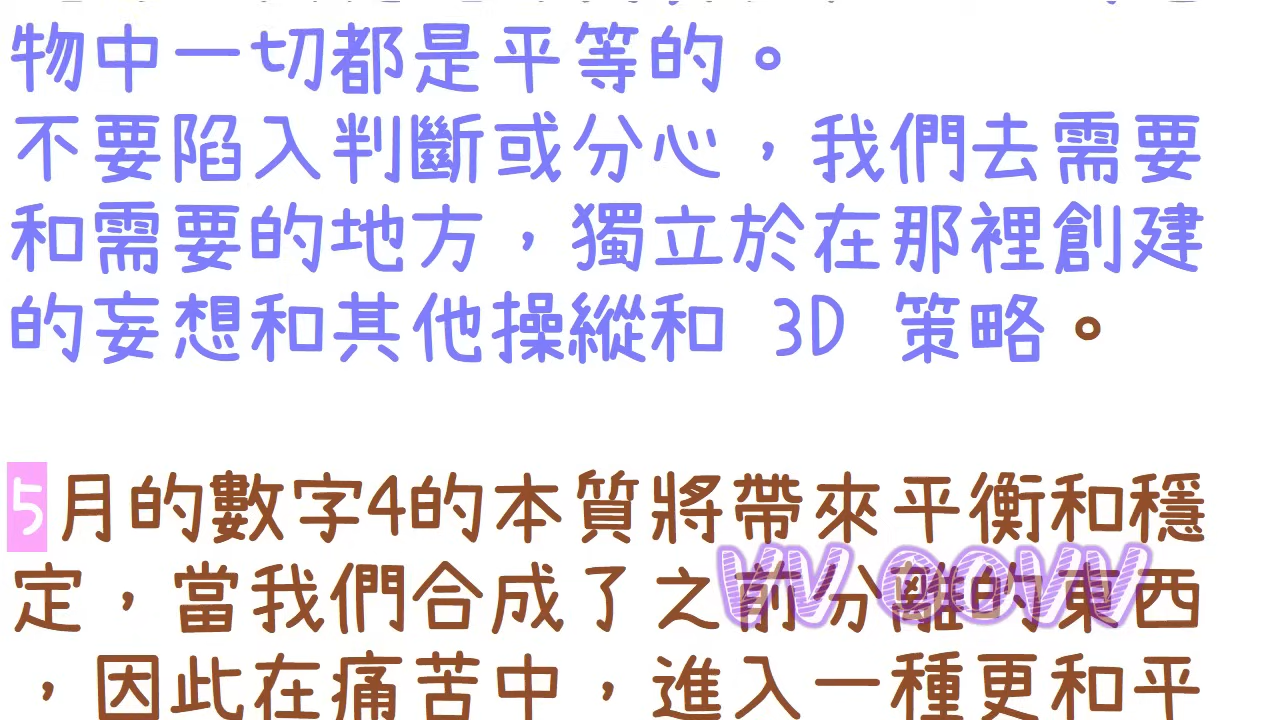 物中一切都是平等的。
不要陷入判斷或分心，我們去需要
和需要的地方，獨立於在那裡創建
的妄想和其他操縱和 3D 策略。
5月的數字4的本質將帶來平衡和穩
定，當我們合成了之前分離的東西
，因此在痛苦中，進入一種更和平